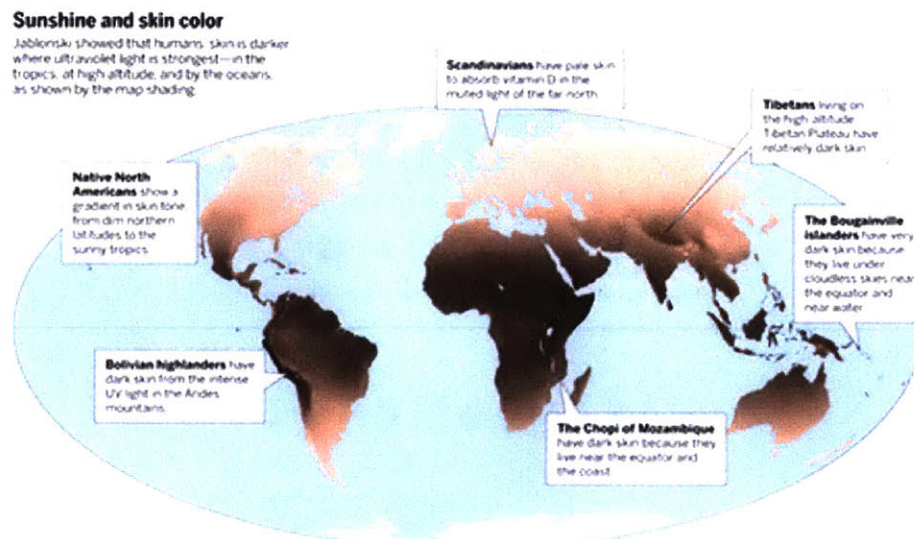 Sunshine and skin color
Jablonski showed that humans' skin is darker
where ultraviolet light is strongest—in the
tropics, at high altitude, and by the oceans,
as shown by the map shading.
Scandinavians have pale skin
to absorb vitamin D in the
muted light of the far north.
Tibetans living on
the high altitude
Tibetan Plateau have
relatively dark skin.
Native North
Americans show a
gradient in skin tone
from dim northern
latitudes to the
sunny tropics.
The Bougainville
islanders have very
dark skin because
they live under
cloudless skies near
the equator and
near water.
Bolivian highlanders have
dark skin from the intense
UV light in the Andes
mountains.
The Chopi of Mozambique
have dark skin because they
live near the equator and
the coast.